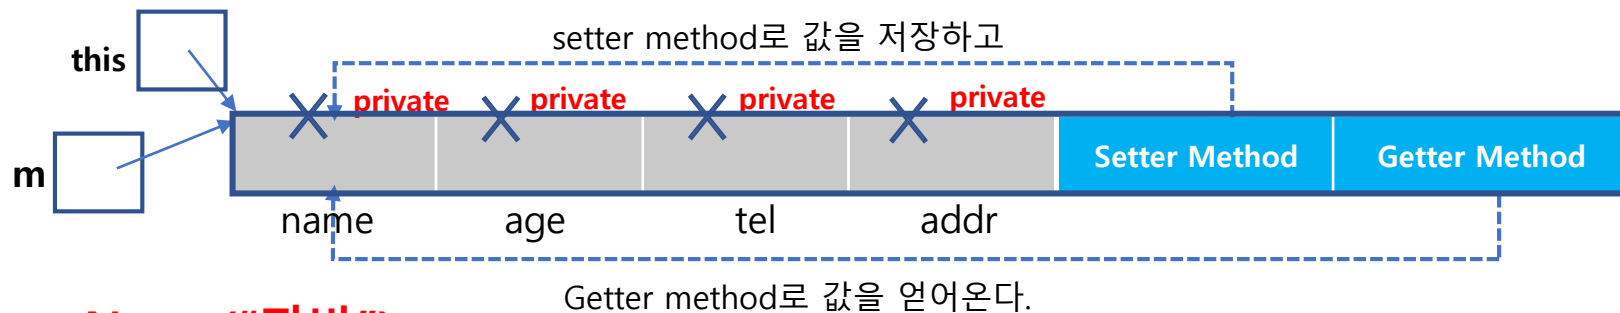 setter method로 값을 저장하고
this
private private private private
m
Setter Method Getter Method
name age tel addr
Getter method로 값을 얻어온다.